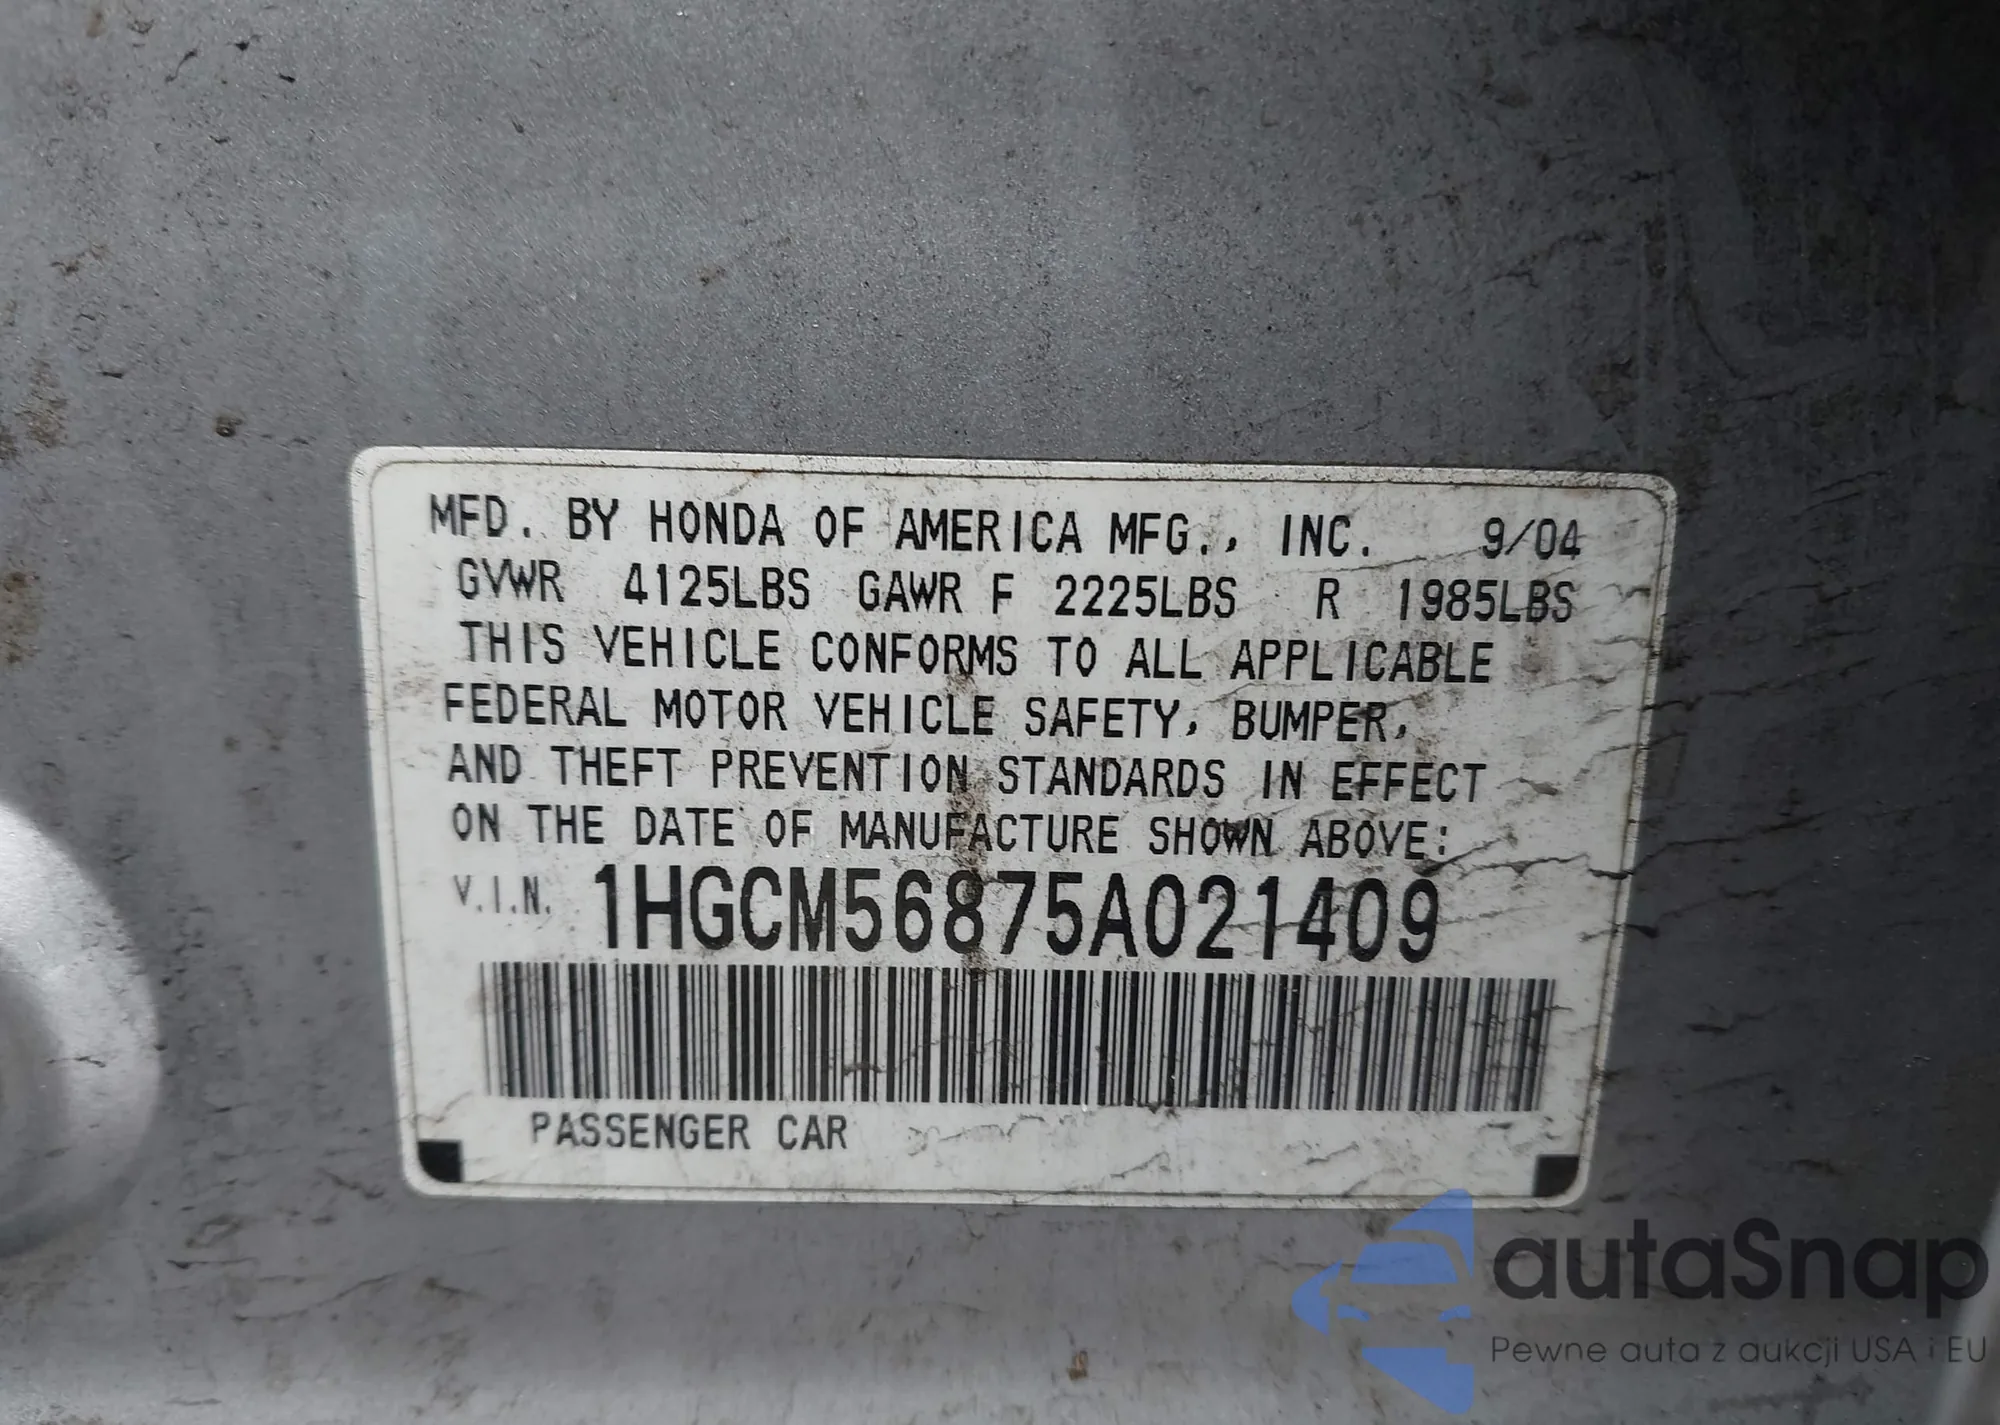 MFD. BY HONDA OF AMERICA MFG., INC. 9/04
GVWR 4125LBS GAWR F 2225LBS R 1985LBS
THIS VEHICLE CONFORMS TO ALL APPLICABLE
FEDERAL MOTOR VEHICLE SAFETY, BUMPER,
AND THEFT PREVENTION STANDARDS IN EFFECT
ON THE DATE OF MANUFACTURE SHOWN ABOVE:
V.I.N. 1HGCM56875A021409
PASSENGER CAR
autaSnap
Pewne auta z aukcji USA i EU